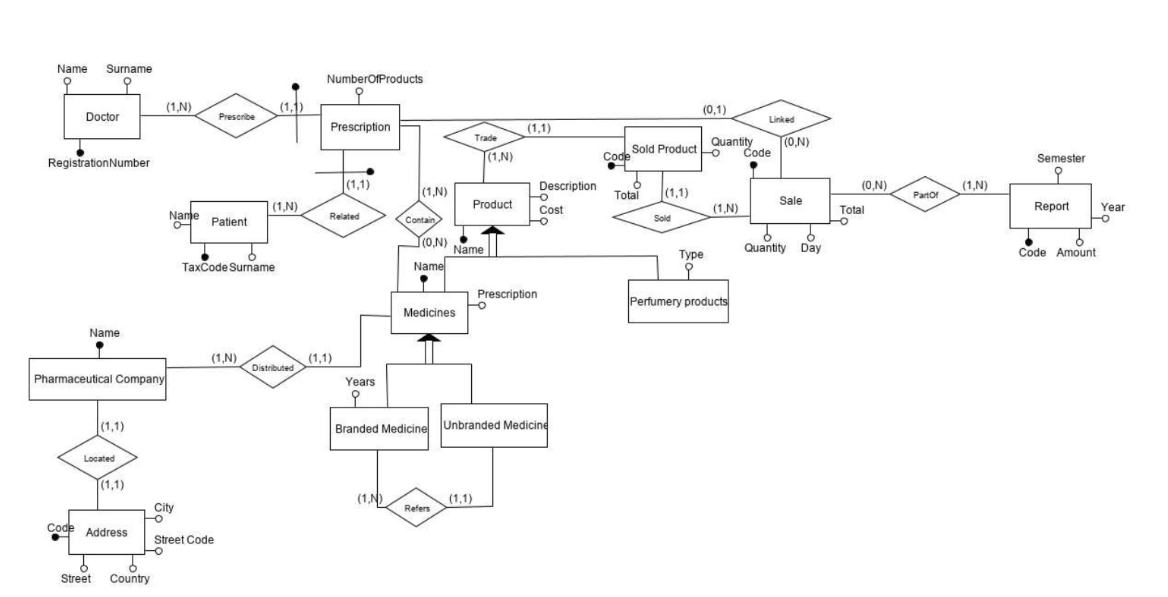 Name
Surname
NumberOfProducts
(1,N)
(1,1)
(0,1)
Doctor
Prescribe
Prescription
Linked
Trade
(1,1)
Quantity
(0,N)
Sold Product
Code
Code
RegistrationNumber
(1,N)
Semester
(1,1)
(1,N)
Description
Total
(1,1)
(0,N)
(1,N)
Name
(1,N)
Product
Cost
PartOf
Sale
Total
Report
Year
Patient
Related
Contain
Sold
(1,N)
(0,N)
Name
Quantity
Day
Code
Amount
TaxCode
Surname
Name
Type
Prescription
Medicines
Perfumery products
Name
(1,N)
(1,1)
Distributed
Pharmaceutical Company
Years
(1,1)
Branded Medicine
Unbranded Medicine
Located
(1,1)
(1,N)
(1,1)
Refers
City
Code
Address
Street Code
Street
Country